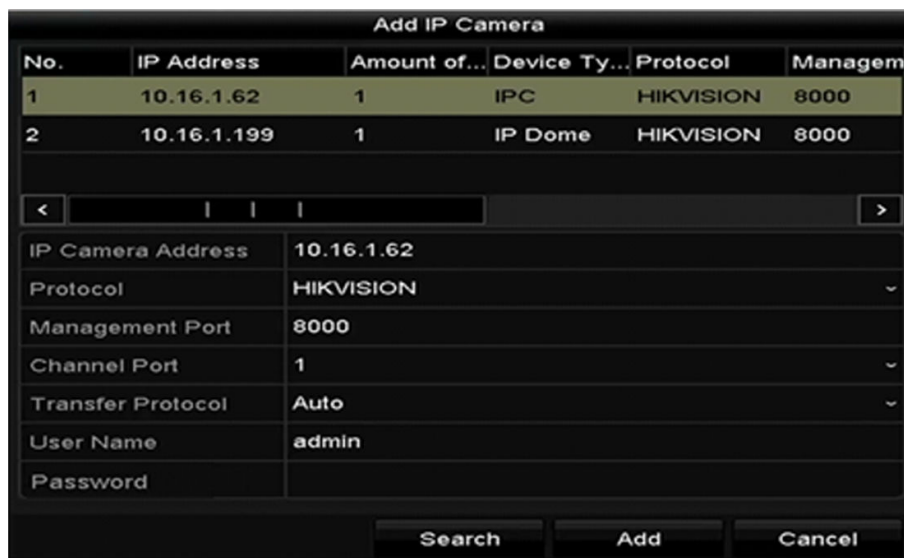 Add IP Camera
No. IP Address Amount of... Device Ty... Protocol Managem
1 10.16.1.62 1 IPC HIKVISION 8000
2 10.16.1.199 1 IP Dome HIKVISION 8000
IP Camera Address 10.16.1.62
Protocol HIKVISION
Management Port 8000
Channel Port 1
Transfer Protocol Auto
User Name admin
Password
Search Add Cancel